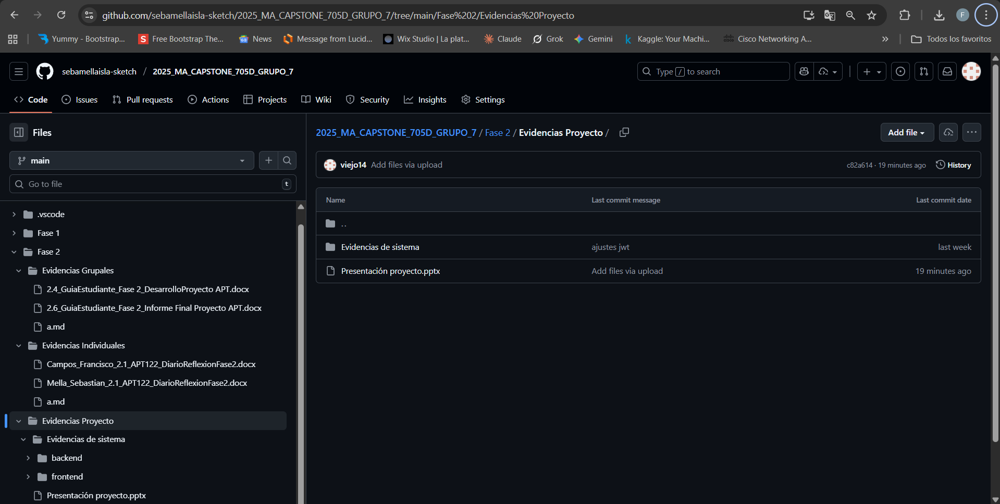 github.com/sebamellaisla-sketch/2025_MA_CAPSTONE_705D_GRUPO_7/tree/main/Fase%202/Evidencias%20Proyecto
F
Yummy - Bootstrap...
S Free Bootstrap The...
News
Message from Lucid...
Wix Studio | La plat...
Claude
Grok
Gemini
k Kaggle: Your Machi...
cisco Cisco Networking A...
»
Todos los favoritos
sebamellaisla-sketch / 2025_MA_CAPSTONE_705D_GRUPO_7
Type / to search
Code
Issues
Pull requests
Actions
Projects
Wiki
Security
Insights
Settings
Files
main
Go to file
t
.vscode
Fase 1
Fase 2
Evidencias Grupales
2.4_GuiaEstudiante_Fase 2_DesarrolloProyecto APT.docx
2.6_GuiaEstudiante_Fase 2_Informe Final Proyecto APT.docx
a.md
Evidencias Individuales
Campos_Francisco_2.1_APT122_DiarioReflexionFase2.docx
Mella_Sebastian_2.1_APT122_DiarioReflexionFase2.docx
a.md
Evidencias Proyecto
Evidencias de sistema
backend
frontend
Presentación proyecto.pptx
2025_MA_CAPSTONE_705D_GRUPO_7 / Fase 2 / Evidencias Proyecto /
Add file
viejo14 Add files via upload
c82a614 · 19 minutes ago
History
Name Last commit message Last commit date
..
Evidencias de sistema ajustes jwt last week
Presentación proyecto.pptx Add files via upload 19 minutes ago